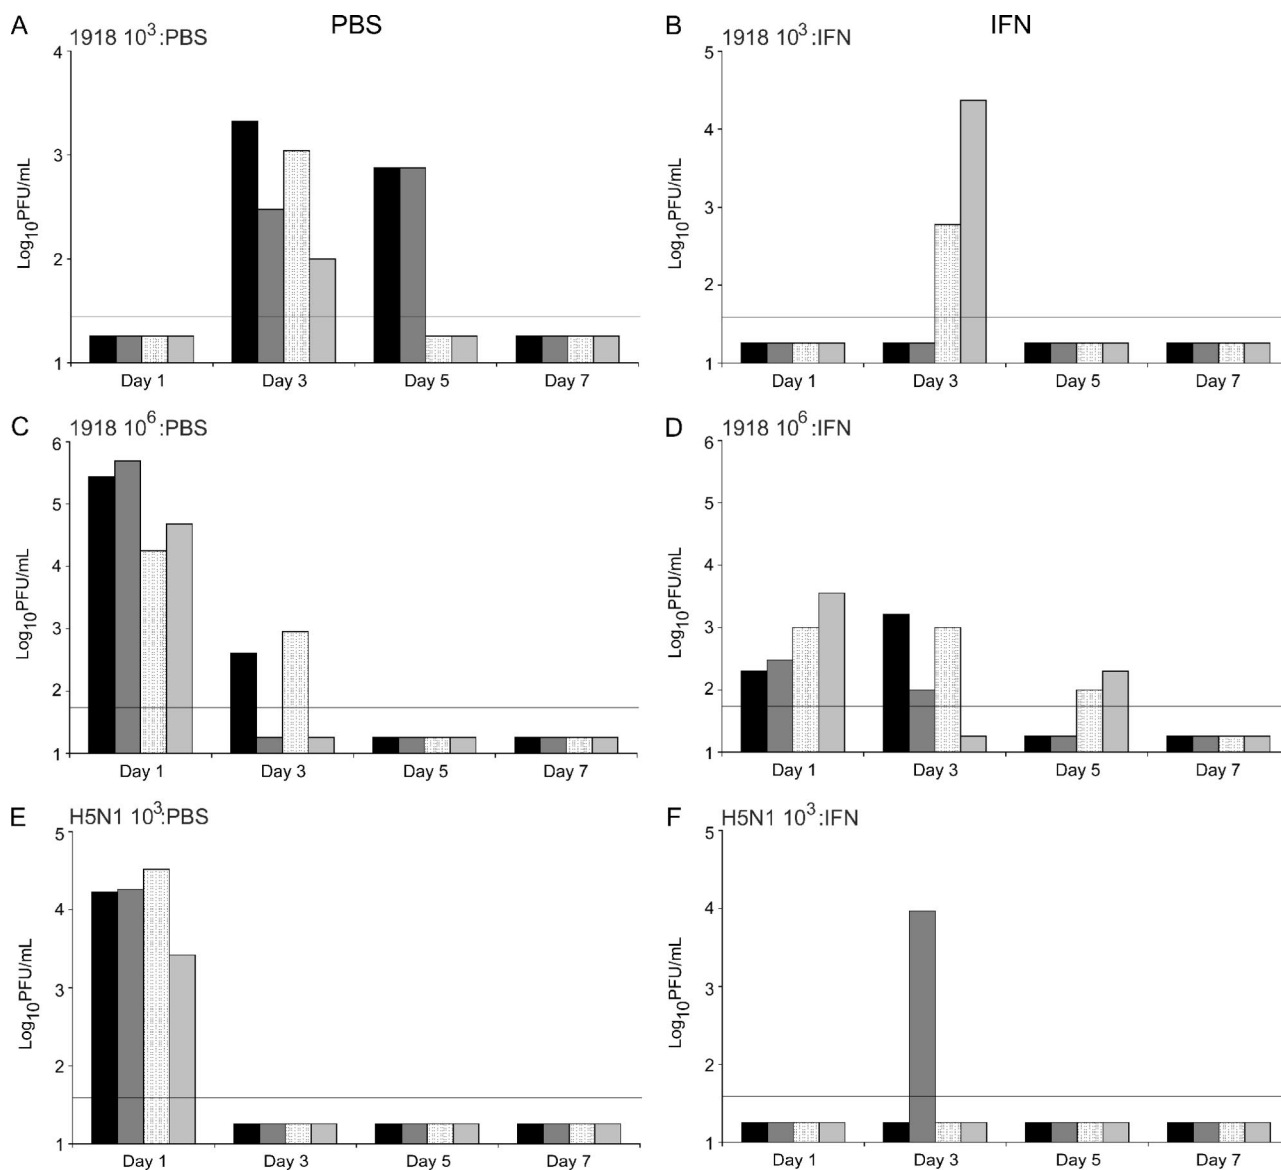 PBS
IFN
A
1918 10³:PBS
4
3
2
1
Log₁₀PFU/mL
Day 1
Day 3
Day 5
Day 7
B
1918 10³:IFN
5
4
3
2
1
Log₁₀PFU/mL
Day 1
Day 3
Day 5
Day 7
C
1918 10⁶:PBS
6
5
4
3
2
1
Log₁₀PFU/mL
Day 1
Day 3
Day 5
Day 7
D
1918 10⁶:IFN
6
5
4
3
2
1
Log₁₀PFU/mL
Day 1
Day 3
Day 5
Day 7
E
H5N1 10³:PBS
5
4
3
2
1
Log₁₀PFU/mL
Day 1
Day 3
Day 5
Day 7
F
H5N1 10³:IFN
5
4
3
2
1
Log₁₀PFU/mL
Day 1
Day 3
Day 5
Day 7